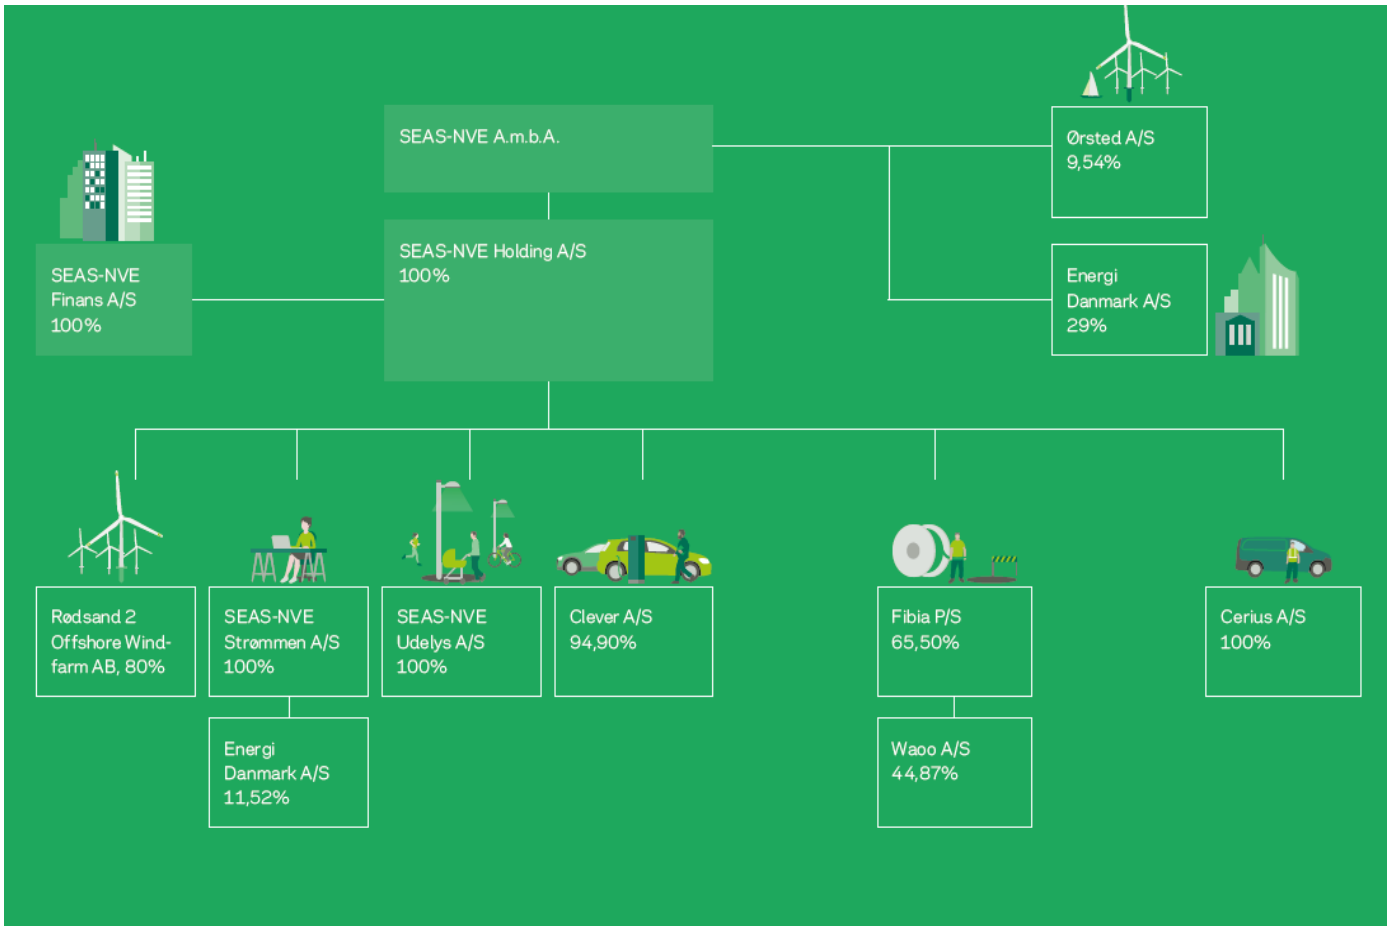 SEAS-NVE A.m.b.A.
Ørsted A/S
9,54%
SEAS-NVE
Finans A/S
100%
SEAS-NVE Holding A/S
100%
Energi
Danmark A/S
29%
Rødsand 2
Offshore Wind-
farm AB, 80%
SEAS-NVE
Strømmen A/S
100%
SEAS-NVE
Udelys A/S
100%
Clever A/S
94,90%
Fibia P/S
65,50%
Cerius A/S
100%
Energi
Danmark A/S
11,52%
Waoo A/S
44,87%